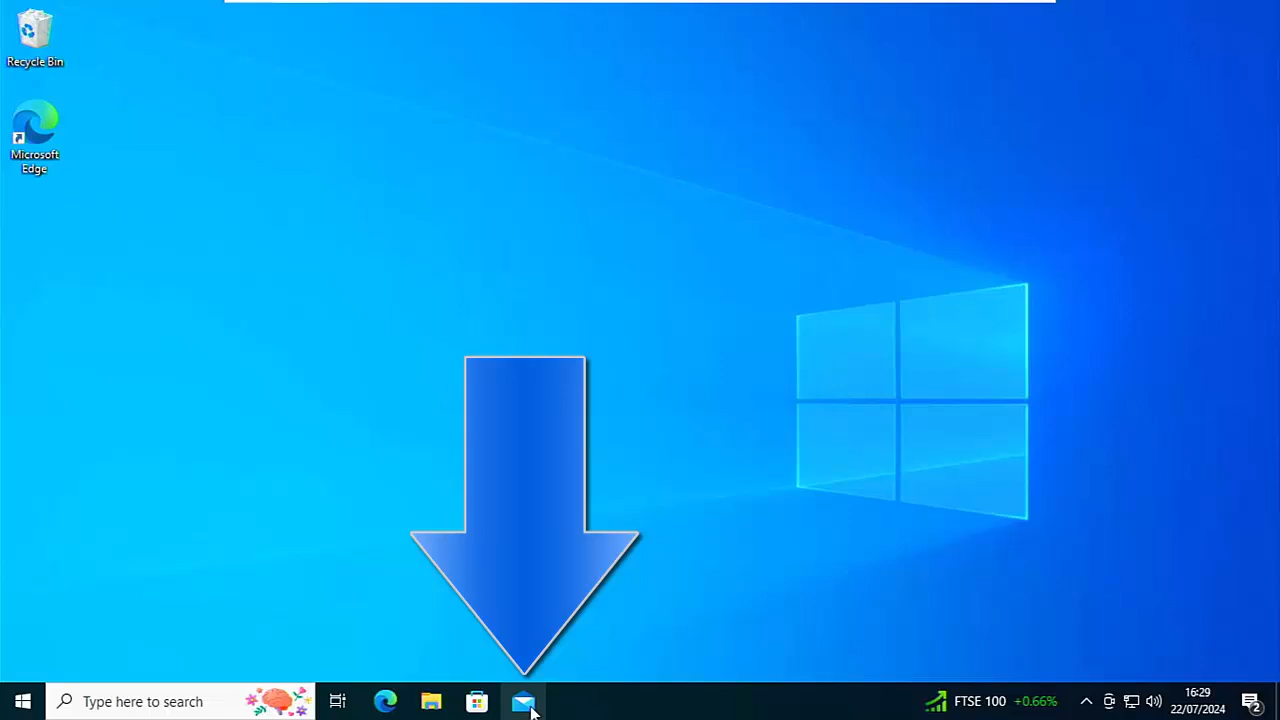 Recycle Bin
Microsoft
Edge
Type here to search
FTSE 100 +0.66%
16:29
22/07/2024
2